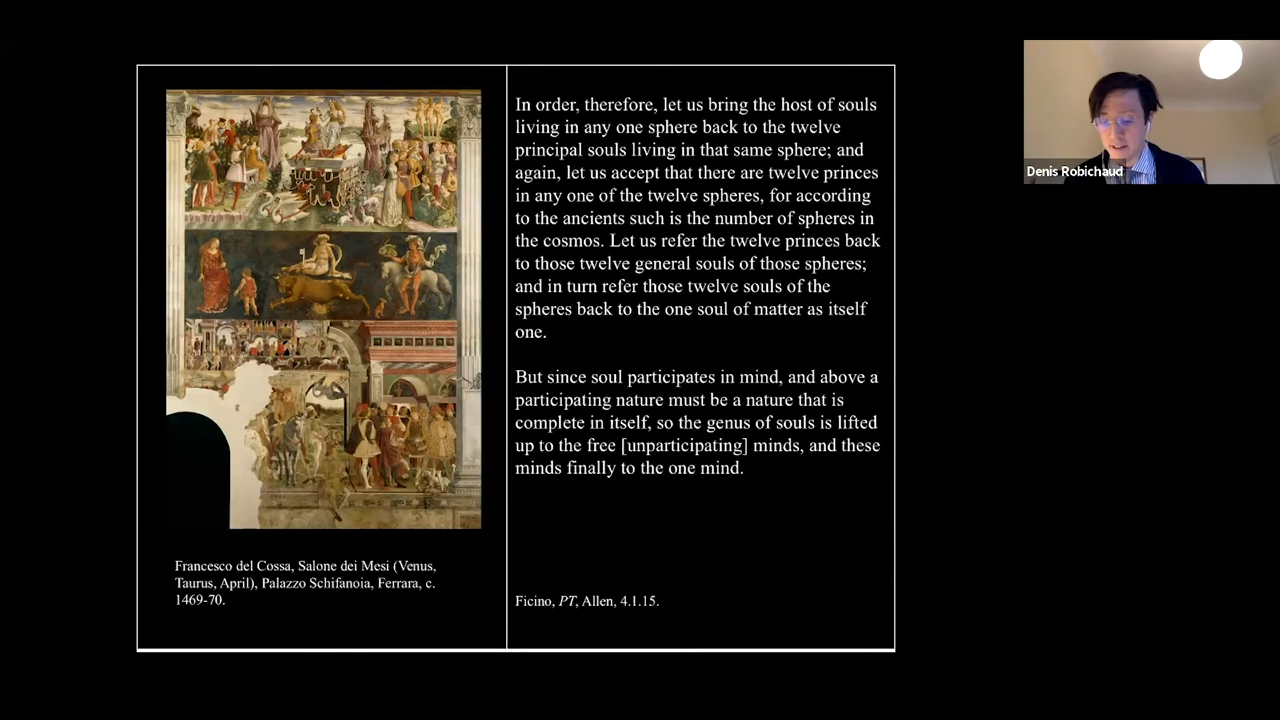 In order, therefore, let us bring the host of souls
living in any one sphere back to the twelve
principal souls living in that same sphere; and
again, let us accept that there are twelve princes
in any one of the twelve spheres, for according
to the ancients such is the number of spheres in
the cosmos. Let us refer the twelve princes back
to those twelve general souls of those spheres;
and in turn refer those twelve souls of the
spheres back to the one soul of matter as itself
one.
But since soul participates in mind, and above a
participating nature must be a nature that is
complete in itself, so the genus of souls is lifted
up to the free [unparticipating] minds, and these
minds finally to the one mind.
Francesco del Cossa, Salone dei Mesi (Venus,
Taurus, April), Palazzo Schifanoia, Ferrara, c.
1469-70.
Ficino, PT, Allen, 4.1.15.
Denis Robichaud